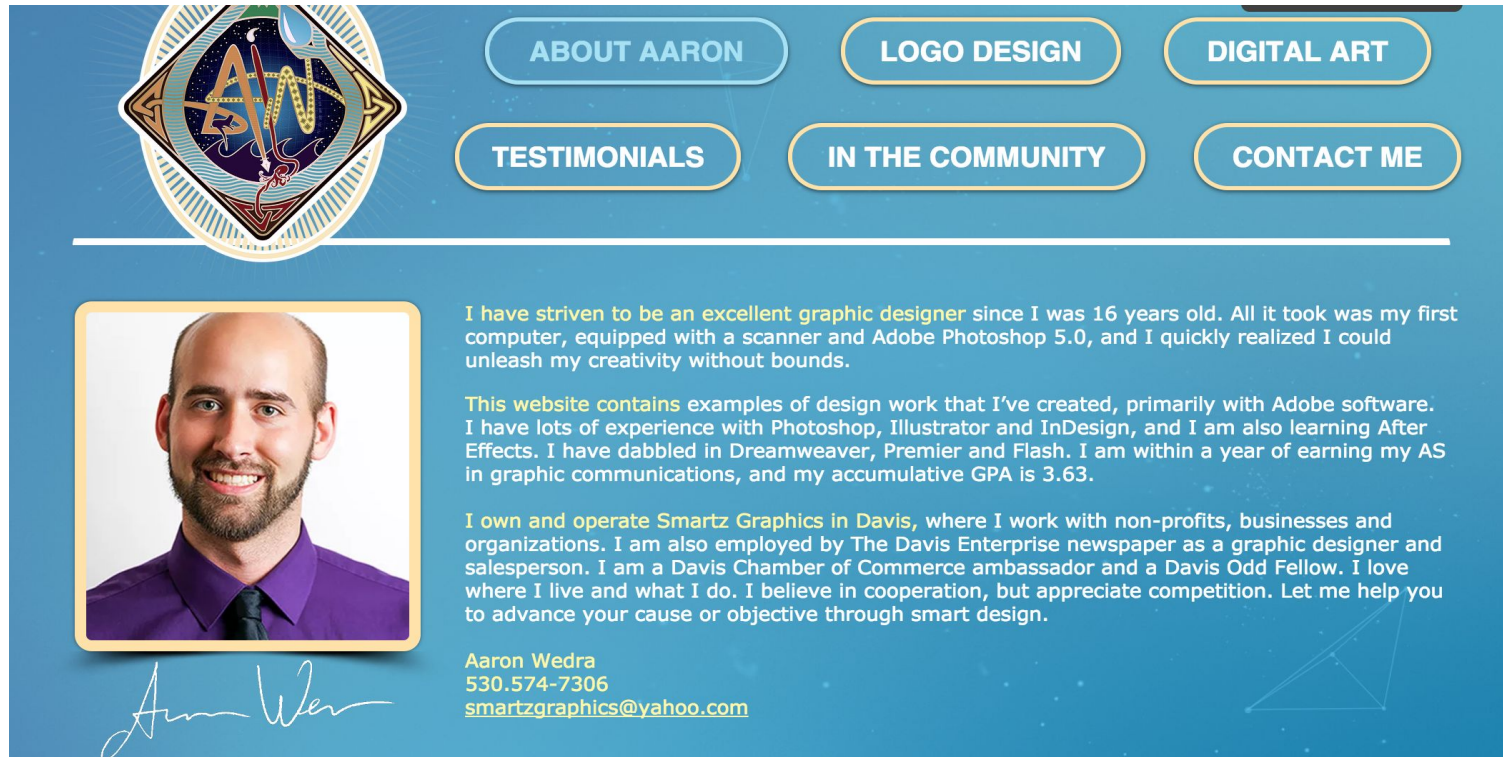 ABOUT AARON
LOGO DESIGN
DIGITAL ART
TESTIMONIALS
IN THE COMMUNITY
CONTACT ME
I have striven to be an excellent graphic designer since I was 16 years old. All it took was my first
computer, equipped with a scanner and Adobe Photoshop 5.0, and I quickly realized I could
unleash my creativity without bounds.
This website contains examples of design work that I’ve created, primarily with Adobe software.
I have lots of experience with Photoshop, Illustrator and InDesign, and I am also learning After
Effects. I have dabbled in Dreamweaver, Premier and Flash. I am within a year of earning my AS
in graphic communications, and my accumulative GPA is 3.63.
I own and operate Smartz Graphics in Davis, where I work with non-profits, businesses and
organizations. I am also employed by The Davis Enterprise newspaper as a graphic designer and
salesperson. I am a Davis Chamber of Commerce ambassador and a Davis Odd Fellow. I love
where I live and what I do. I believe in cooperation, but appreciate competition. Let me help you
to advance your cause or objective through smart design.
Aaron Wedra
530.574-7306
smartzgraphics@yahoo.com